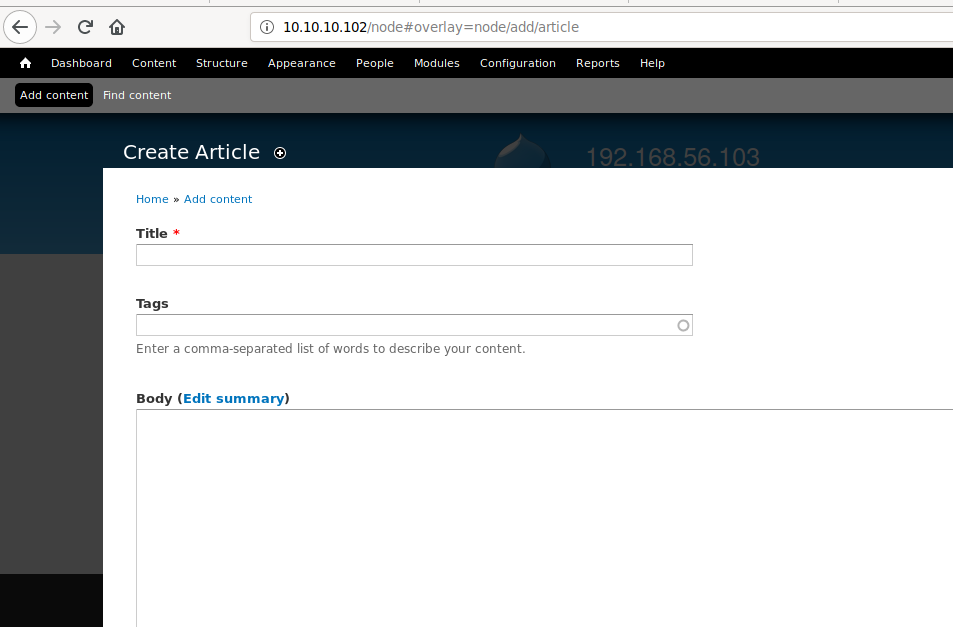 10.10.10.102/node#overlay=node/add/article
Dashboard Content Structure Appearance People Modules Configuration Reports Help
Add content Find content
Create Article
192.168.56.103
Home » Add content
Title *
Tags
Enter a comma-separated list of words to describe your content.
Body (Edit summary)